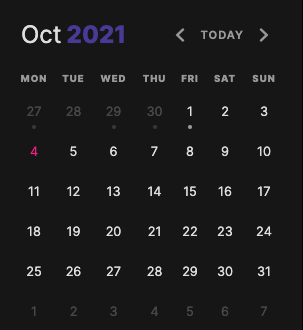 Oct 2021 TODAY
MON TUE WED THU FRI SAT SUN
27 28 29 30 1 2 3
4 5 6 7 8 9 10
11 12 13 14 15 16 17
18 19 20 21 22 23 24
25 26 27 28 29 30 31
1 2 3 4 5 6 7